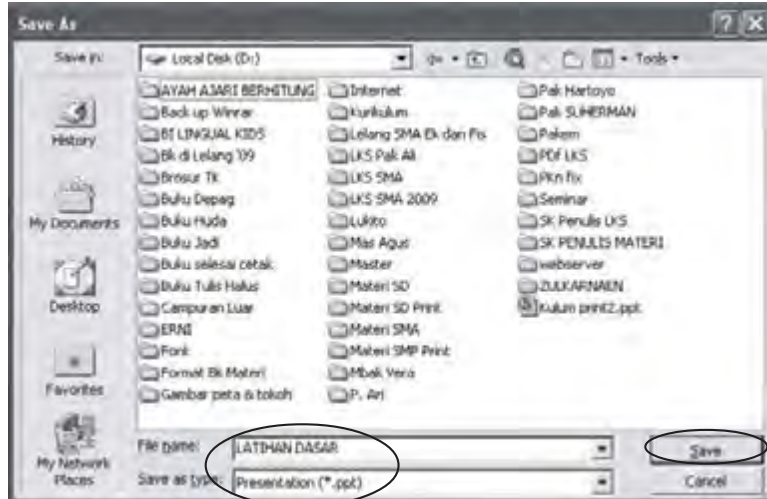 Save As
Save in:
Local Disk (D:)
Tools
History
My Documents
Desktop
Favorites
My Network Places
AYAH AJARI BERHITUNG
Back up Winrar
BI LINGUAL KIDS
Bk di Lelang '09
Brosur TK
Buku Depag
Buku Huda
Buku Jadi
Buku selesai cetak
Buku Tulis Halus
Campuran Luar
ERNI
Font
Format Bk Materi
Gambar peta & tokoh
Internet
Kurikulum
Lelang SMA Ek dan Fis
LKS Pak Ali
LKS SMA
LKS SMA 2009
Lukito
Mas Agus
Master
Materi SD
Materi SD Print
Materi SMA
Materi SMP Print
Mbak Vera
P. Ari
Pak Hartoyo
Pak SUHERMAN
Pakem
PDF LKS
PKn fix
Seminar
SK Penulis LKS
SK PENULIS MATERI
webserver
ZULKARNAEN
Kulum print2.ppt
File name:
LATIHAN DASAR
Save
Save as type:
Presentation (*.ppt)
Cancel